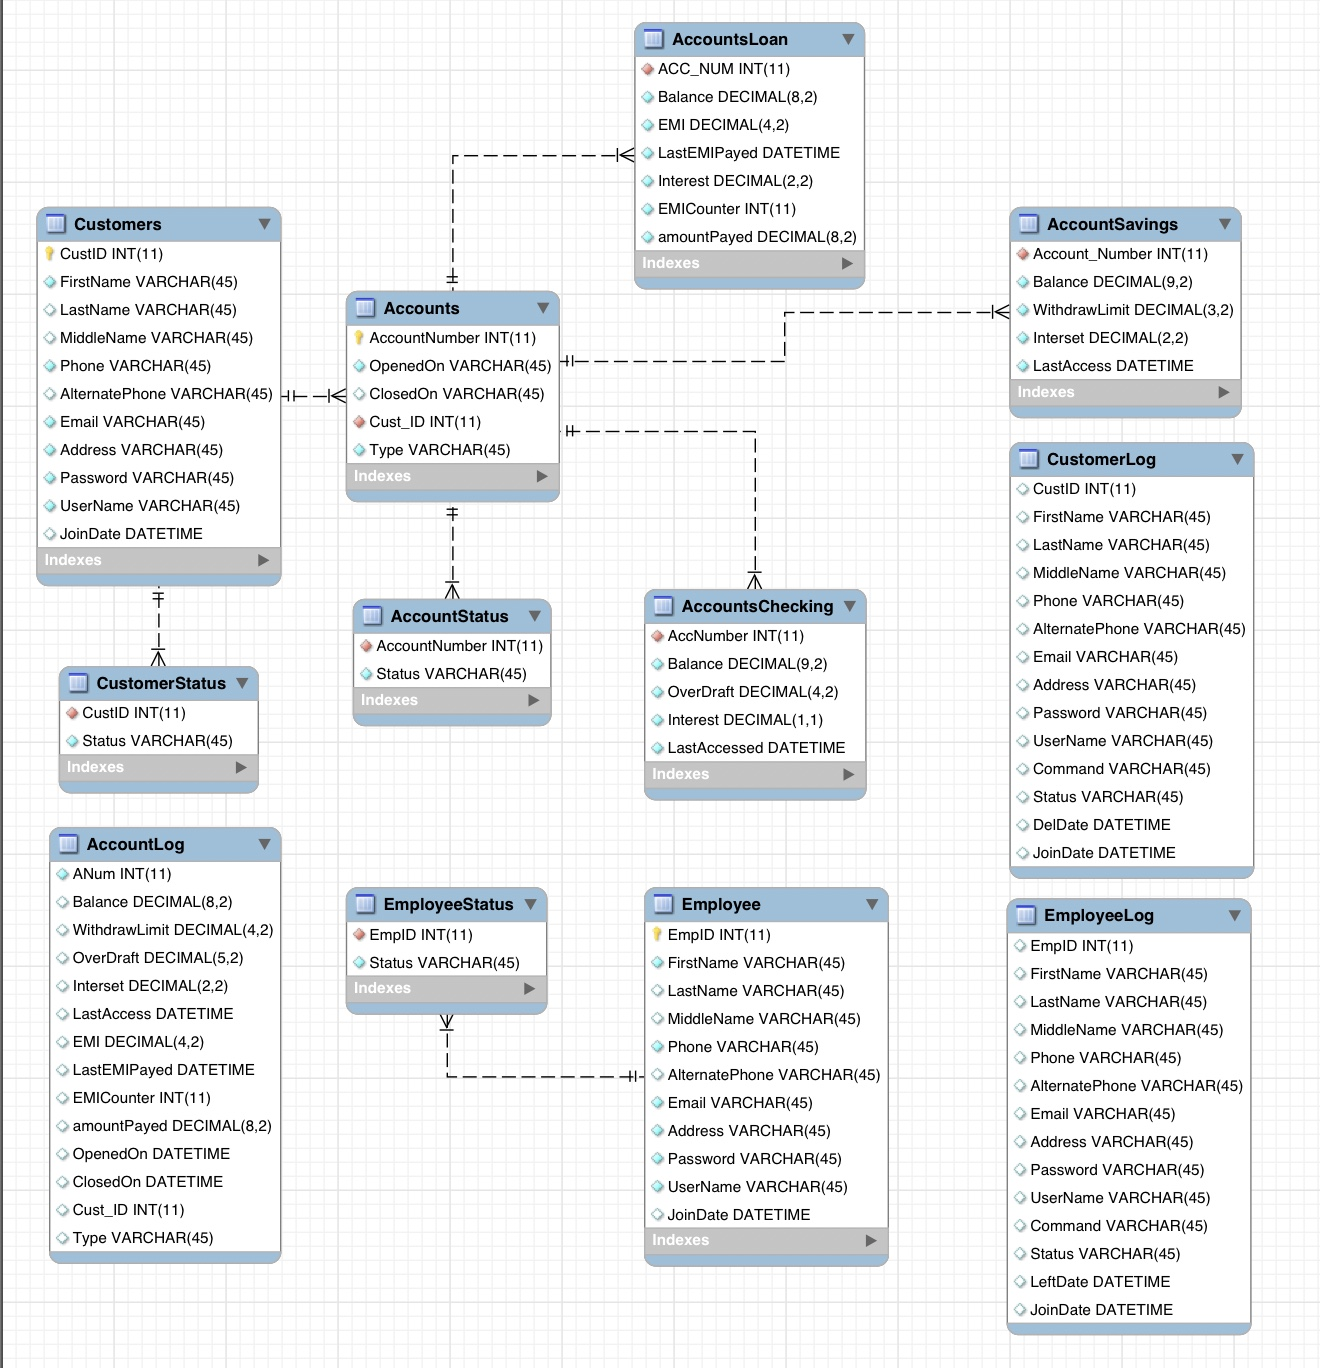 AccountsLoan
ACC_NUM INT(11)
Balance DECIMAL(8,2)
EMI DECIMAL(4,2)
LastEMIPayed DATETIME
Interest DECIMAL(2,2)
EMICounter INT(11)
amountPayed DECIMAL(8,2)
Indexes
Customers
CustID INT(11)
FirstName VARCHAR(45)
LastName VARCHAR(45)
MiddleName VARCHAR(45)
Phone VARCHAR(45)
AlternatePhone VARCHAR(45)
Email VARCHAR(45)
Address VARCHAR(45)
Password VARCHAR(45)
UserName VARCHAR(45)
JoinDate DATETIME
Indexes
Accounts
AccountNumber INT(11)
OpenedOn VARCHAR(45)
ClosedOn VARCHAR(45)
Cust_ID INT(11)
Type VARCHAR(45)
Indexes
AccountSavings
Account_Number INT(11)
Balance DECIMAL(9,2)
WithdrawLimit DECIMAL(3,2)
Interset DECIMAL(2,2)
LastAccess DATETIME
Indexes
CustomerStatus
CustID INT(11)
Status VARCHAR(45)
Indexes
AccountStatus
AccountNumber INT(11)
Status VARCHAR(45)
Indexes
AccountsChecking
AccNumber INT(11)
Balance DECIMAL(9,2)
OverDraft DECIMAL(4,2)
Interest DECIMAL(1,1)
LastAccessed DATETIME
Indexes
CustomerLog
CustID INT(11)
FirstName VARCHAR(45)
LastName VARCHAR(45)
MiddleName VARCHAR(45)
Phone VARCHAR(45)
AlternatePhone VARCHAR(45)
Email VARCHAR(45)
Address VARCHAR(45)
Password VARCHAR(45)
UserName VARCHAR(45)
Command VARCHAR(45)
Status VARCHAR(45)
DelDate DATETIME
JoinDate DATETIME
AccountLog
ANum INT(11)
Balance DECIMAL(8,2)
WithdrawLimit DECIMAL(4,2)
OverDraft DECIMAL(5,2)
Interset DECIMAL(2,2)
LastAccess DATETIME
EMI DECIMAL(4,2)
LastEMIPayed DATETIME
EMICounter INT(11)
amountPayed DECIMAL(8,2)
OpenedOn DATETIME
ClosedOn DATETIME
Cust_ID INT(11)
Type VARCHAR(45)
EmployeeStatus
EmpID INT(11)
Status VARCHAR(45)
Indexes
Employee
EmpID INT(11)
FirstName VARCHAR(45)
LastName VARCHAR(45)
MiddleName VARCHAR(45)
Phone VARCHAR(45)
AlternatePhone VARCHAR(45)
Email VARCHAR(45)
Address VARCHAR(45)
Password VARCHAR(45)
UserName VARCHAR(45)
JoinDate DATETIME
Indexes
EmployeeLog
EmpID INT(11)
FirstName VARCHAR(45)
LastName VARCHAR(45)
MiddleName VARCHAR(45)
Phone VARCHAR(45)
AlternatePhone VARCHAR(45)
Email VARCHAR(45)
Address VARCHAR(45)
Password VARCHAR(45)
UserName VARCHAR(45)
Command VARCHAR(45)
Status VARCHAR(45)
LeftDate DATETIME
JoinDate DATETIME